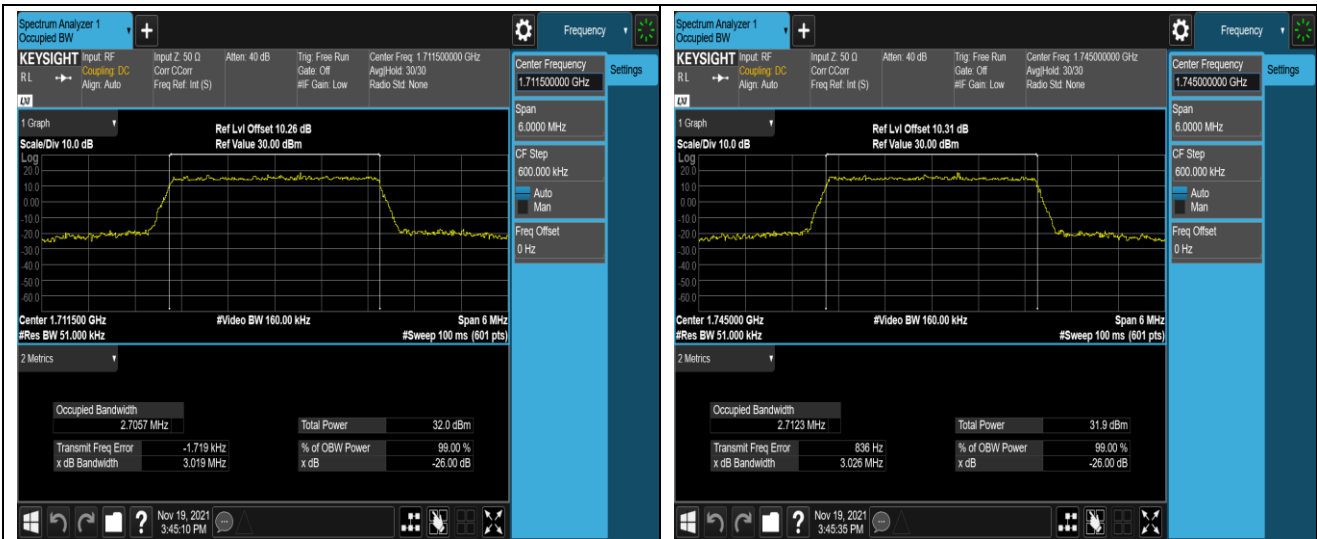 Spectrum Analyzer 1
Occupied BW
+
Frequency
KEYSIGHT
Input: RF
Coupling: DC
Align: Auto
Input Z: 50 Ω
Corr CCorr
Freq Ref: Int (S)
Atten: 40 dB
Trig: Free Run
Gate: Off
#IF Gain: Low
Center Freq: 1.711500000 GHz
Avg|Hold: 30/30
Radio Std: None
RL
LXI
Center Frequency
1.711500000 GHz
Settings
Span
6.0000 MHz
CF Step
600.000 kHz
Auto
Man
Freq Offset
0 Hz
1 Graph
Ref Lvl Offset 10.26 dB
Scale/Div 10.0 dB
Ref Value 30.00 dBm
Log
20.0
10.0
0.00
-10.0
-20.0
-30.0
-40.0
-50.0
-60.0
Center 1.711500 GHz
#Video BW 160.00 kHz
Span 6 MHz
#Res BW 51.000 kHz
#Sweep 100 ms (601 pts)
2 Metrics
Occupied Bandwidth
2.7057 MHz
Total Power 32.0 dBm
Transmit Freq Error -1.719 kHz
% of OBW Power 99.00 %
x dB Bandwidth 3.019 MHz
x dB -26.00 dB
?
Nov 19, 2021
3:45:10 PM
Spectrum Analyzer 1
Occupied BW
+
Frequency
KEYSIGHT
Input: RF
Coupling: DC
Align: Auto
Input Z: 50 Ω
Corr CCorr
Freq Ref: Int (S)
Atten: 40 dB
Trig: Free Run
Gate: Off
#IF Gain: Low
Center Freq: 1.745000000 GHz
Avg|Hold: 30/30
Radio Std: None
RL
LXI
Center Frequency
1.745000000 GHz
Settings
Span
6.0000 MHz
CF Step
600.000 kHz
Auto
Man
Freq Offset
0 Hz
1 Graph
Ref Lvl Offset 10.31 dB
Scale/Div 10.0 dB
Ref Value 30.00 dBm
Log
20.0
10.0
0.00
-10.0
-20.0
-30.0
-40.0
-50.0
-60.0
Center 1.745000 GHz
#Video BW 160.00 kHz
Span 6 MHz
#Res BW 51.000 kHz
#Sweep 100 ms (601 pts)
2 Metrics
Occupied Bandwidth
2.7123 MHz
Total Power 31.9 dBm
Transmit Freq Error 836 Hz
% of OBW Power 99.00 %
x dB Bandwidth 3.026 MHz
x dB -26.00 dB
?
Nov 19, 2021
3:45:35 PM